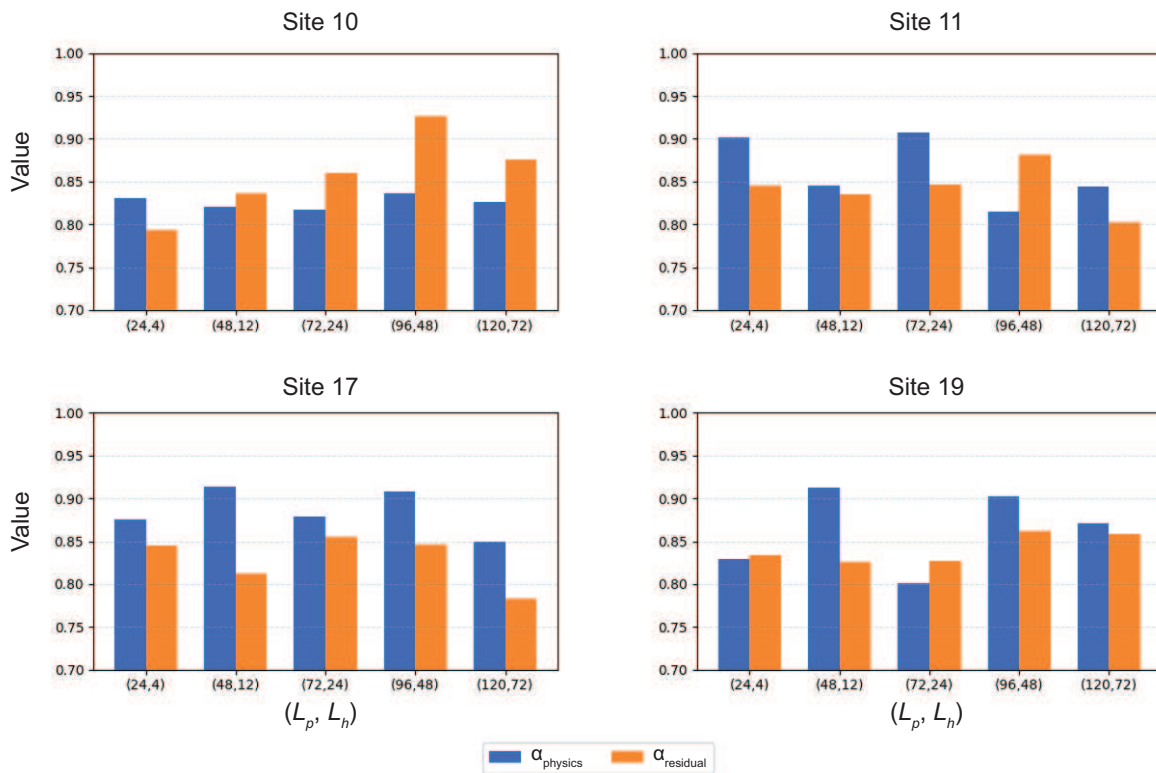 Site 10
Value
1.00
0.95
0.90
0.85
0.80
0.75
0.70
(24,4) (48,12) (72,24) (96,48) (120,72)
Site 11
1.00
0.95
0.90
0.85
0.80
0.75
0.70
(24,4) (48,12) (72,24) (96,48) (120,72)
Site 17
Value
1.00
0.95
0.90
0.85
0.80
0.75
0.70
(24,4) (48,12) (72,24) (96,48) (120,72)
(Lp, Lh)
Site 19
1.00
0.95
0.90
0.85
0.80
0.75
0.70
(24,4) (48,12) (72,24) (96,48) (120,72)
(Lp, Lh)
αphysics αresidual